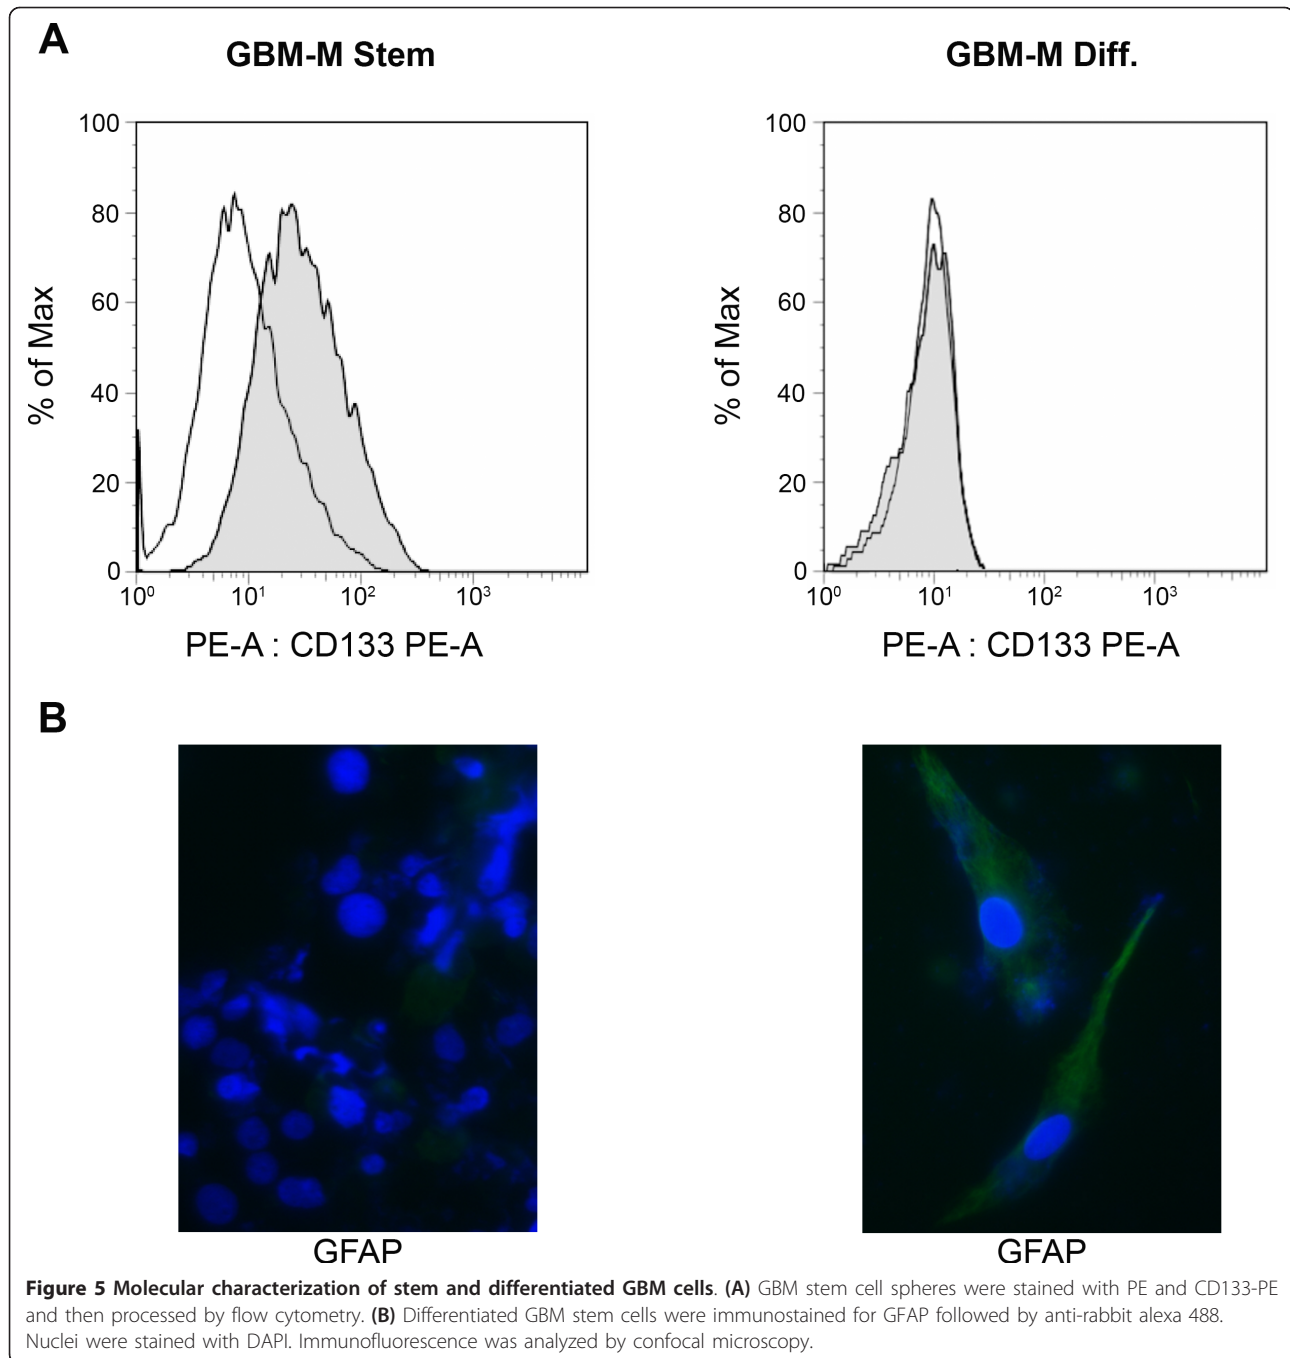 A
GBM-M Stem
GBM-M Diff.
100
80
60
40
20
0
% of Max
10⁰ 10¹ 10² 10³
PE-A : CD133 PE-A
100
80
60
40
20
0
% of Max
10⁰ 10¹ 10² 10³
PE-A : CD133 PE-A
B
GFAP
GFAP
Figure 5 Molecular characterization of stem and differentiated GBM cells. (A) GBM stem cell spheres were stained with PE and CD133-PE
and then processed by flow cytometry. (B) Differentiated GBM stem cells were immunostained for GFAP followed by anti-rabbit alexa 488.
Nuclei were stained with DAPI. Immunofluorescence was analyzed by confocal microscopy.